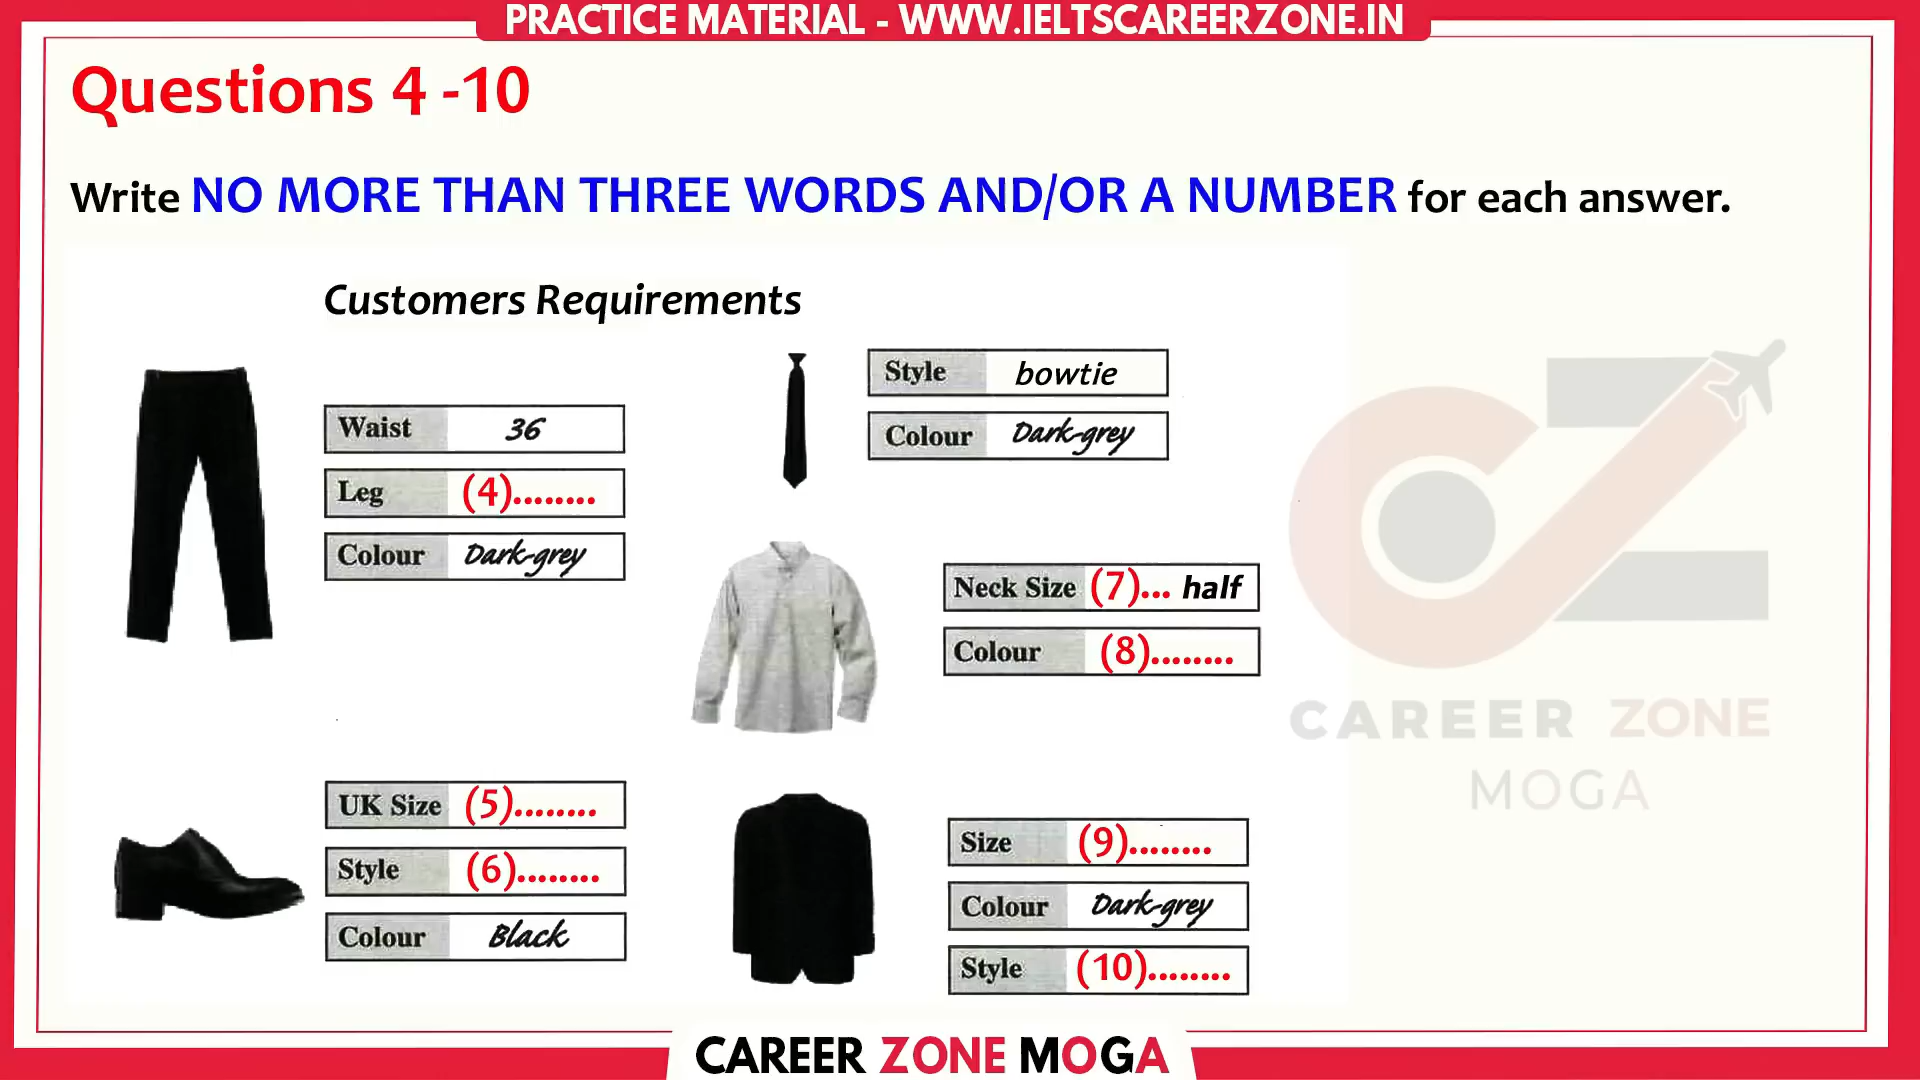 PRACTICE MATERIAL - WWW.IELTSCAREERZONE.IN
Questions 4 -10
Write NO MORE THAN THREE WORDS AND/OR A NUMBER for each answer.
Customers Requirements
Waist 36
Leg (4)........
Colour Dark-grey
Style bowtie
Colour Dark-grey
Neck Size (7)... half
Colour (8)........
UK Size (5)........
Style (6)........
Colour Black
Size (9)........
Colour Dark-grey
Style (10)........
CAREER ZONE
MOGA
CAREER ZONE MOGA